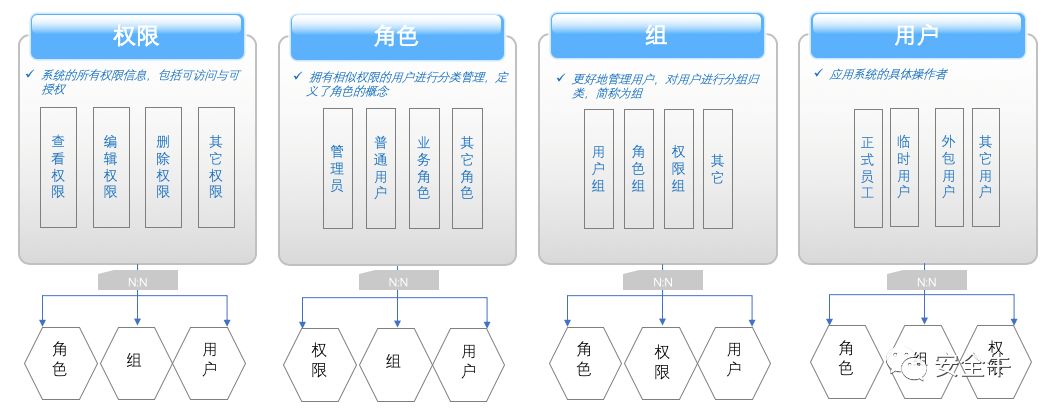 权限
系统的所有权限信息，包括可访问与可
授权
查看权限
编辑权限
删除权限
其它权限
N:N
角色
组
用户
角色
拥有相似权限的用户进行分类管理，定
义了角色的概念
管理员
普通用户
业务角色
其它角色
N:N
权限
组
用户
组
更好地管理用户，对用户进行分组归
类，简称为组
用户组
角色组
权限组
其它
N:N
角色
权限
用户
用户
应用系统的具体操作者
正式员工
临时用户
外包用户
其它用户
N:N
角色
组
权限
安全牛